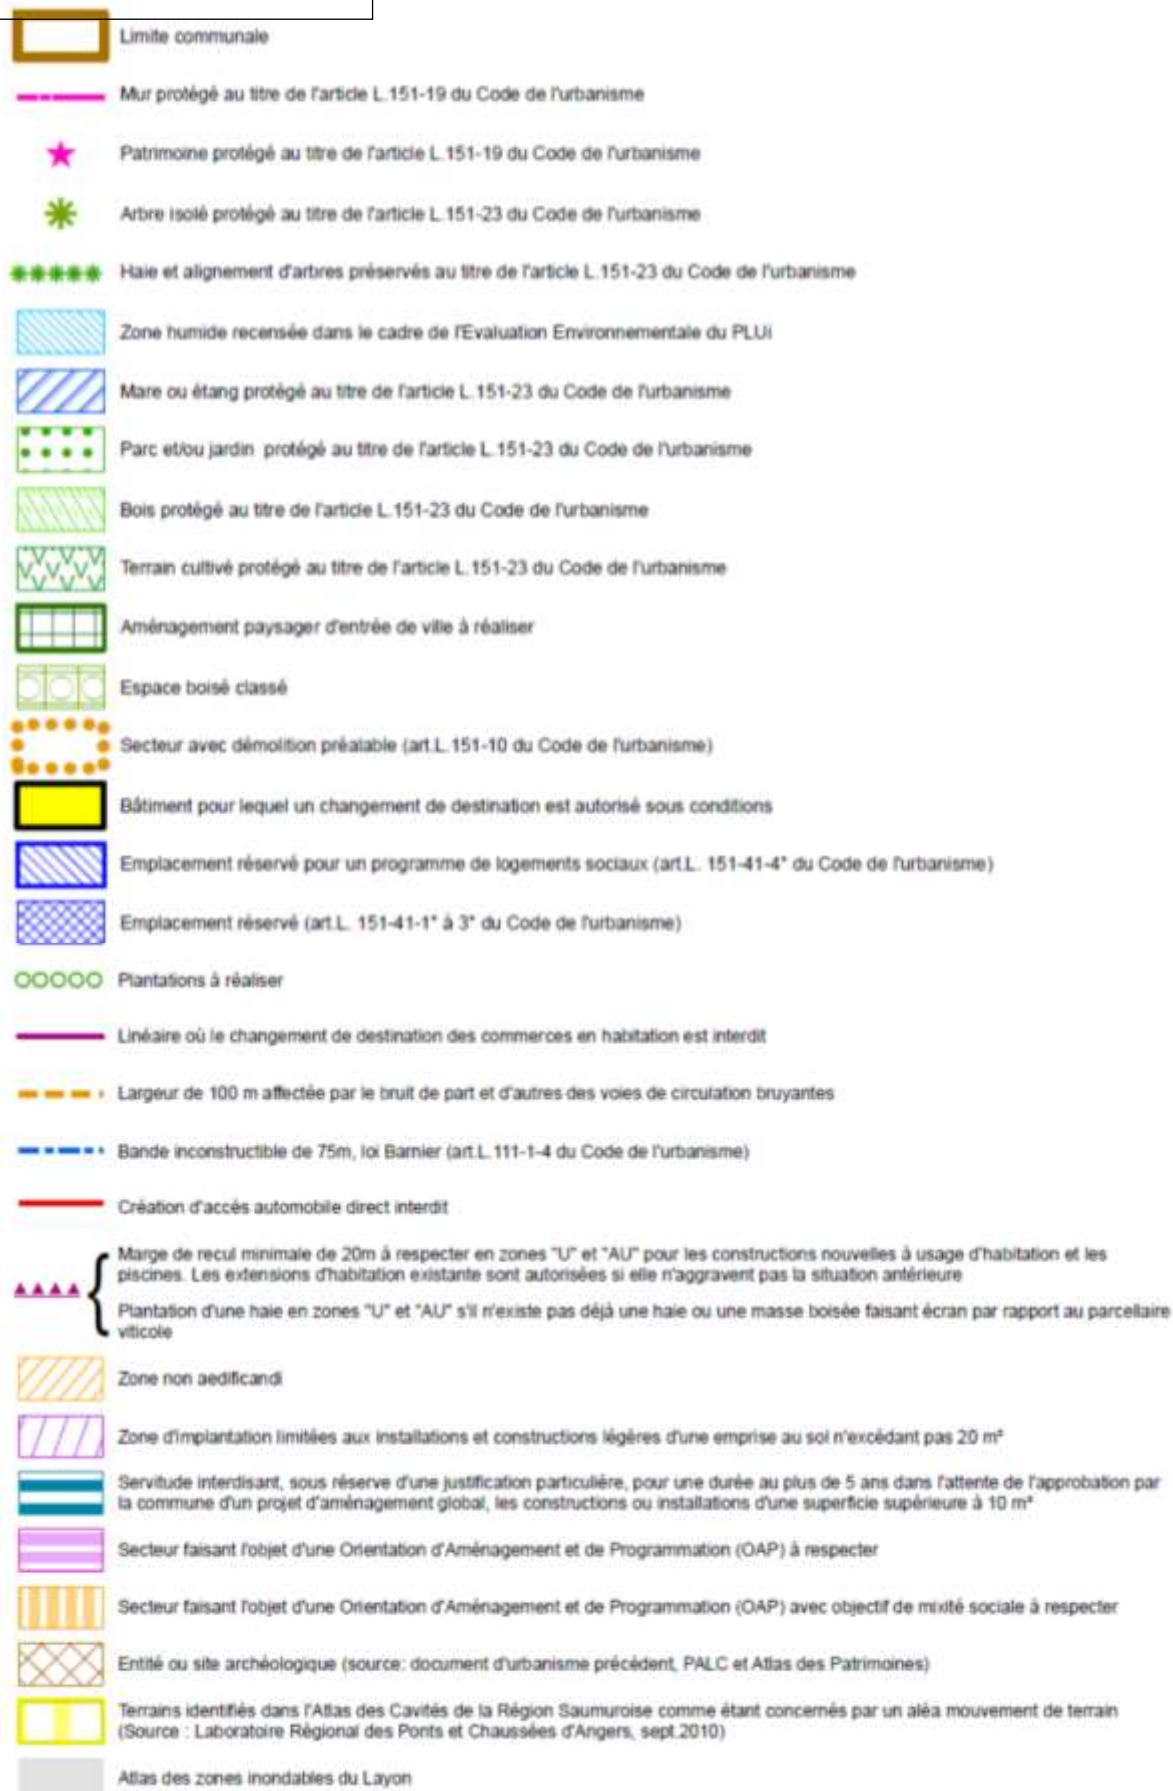 Limite communale
Mur protégé au titre de l'article L.151-19 du Code de l'urbanisme
Patrimoine protégé au titre de l'article L.151-19 du Code de l'urbanisme
Arbre isolé protégé au titre de l'article L.151-23 du Code de l'urbanisme
Haie et alignement d'arbres préservés au titre de l'article L.151-23 du Code de l'urbanisme
Zone humide recensée dans le cadre de l'Evaluation Environnementale du PLUi
Mare ou étang protégé au titre de l'article L.151-23 du Code de l'urbanisme
Parc et/ou jardin protégé au titre de l'article L.151-23 du Code de l'urbanisme
Bois protégé au titre de l'article L.151-23 du Code de l'urbanisme
Terrain cultivé protégé au titre de l'article L.151-23 du Code de l'urbanisme
Aménagement paysager d'entrée de ville à réaliser
Espace boisé classé
Secteur avec démolition préalable (art.L.151-10 du Code de l'urbanisme)
Bâtiment pour lequel un changement de destination est autorisé sous conditions
Emplacement réservé pour un programme de logements sociaux (art.L. 151-41-4° du Code de l'urbanisme)
Emplacement réservé (art.L. 151-41-1° à 3° du Code de l'urbanisme)
Plantations à réaliser
Linéaire où le changement de destination des commerces en habitation est interdit
Largeur de 100 m affectée par le bruit de part et d'autres des voies de circulation bruyantes
Bande inconstructible de 75m, loi Barnier (art.L.111-1-4 du Code de l'urbanisme)
Création d'accès automobile direct interdit
Marge de recul minimale de 20m à respecter en zones "U" et "AU" pour les constructions nouvelles à usage d'habitation et les
piscines. Les extensions d'habitation existante sont autorisées si elle n'aggravent pas la situation antérieure
Plantation d'une haie en zones "U" et "AU" s'il n'existe pas déjà une haie ou une masse boisée faisant écran par rapport au parcellaire
viticole
Zone non aedificandi
Zone d'implantation limitées aux installations et constructions légères d'une emprise au sol n'excédant pas 20 m²
Servitude interdisant, sous réserve d'une justification particulière, pour une durée au plus de 5 ans dans l'attente de l'approbation par
la commune d'un projet d'aménagement global, les constructions ou installations d'une superficie supérieure à 10 m²
Secteur faisant l'objet d'une Orientation d'Aménagement et de Programmation (OAP) à respecter
Secteur faisant l'objet d'une Orientation d'Aménagement et de Programmation (OAP) avec objectif de mixité sociale à respecter
Entité ou site archéologique (source: document d'urbanisme précédent, PALC et Atlas des Patrimoines)
Terrains identifiés dans l'Atlas des Cavités de la Région Saumuroise comme étant concernés par un aléa mouvement de terrain
(Source : Laboratoire Régional des Ponts et Chaussées d'Angers, sept.2010)
Atlas des zones inondables du Layon